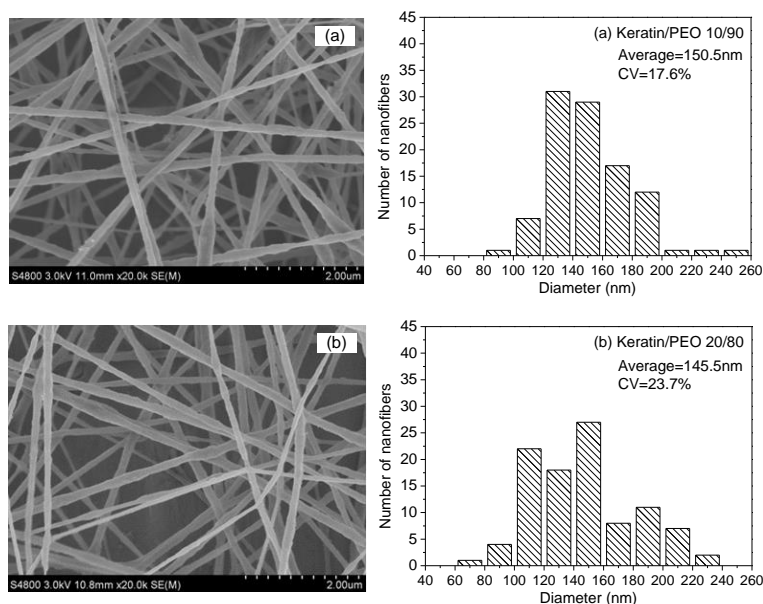 (a)
S4800 3.0kV 11.0mm x20.0k SE(M)
2.00um
45
40
35
30
25
20
15
10
5
0
Number of nanofibers
(a) Keratin/PEO 10/90
Average=150.5nm
CV=17.6%
40 60 80 100 120 140 160 180 200 220 240 260
Diameter (nm)
(b)
S4800 3.0kV 10.8mm x20.0k SE(M)
2.00um
45
40
35
30
25
20
15
10
5
0
Number of nanofibers
(b) Keratin/PEO 20/80
Average=145.5nm
CV=23.7%
40 60 80 100 120 140 160 180 200 220 240 260
Diameter (nm)